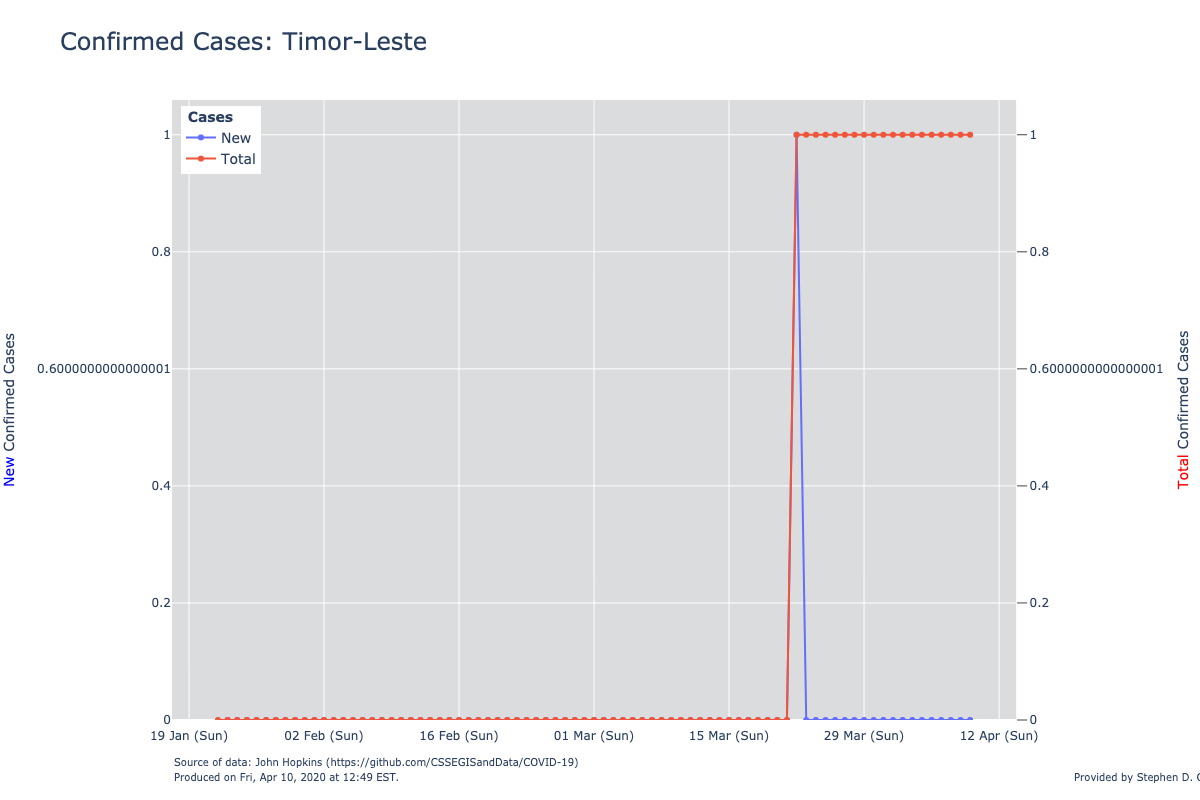 Confirmed Cases: Timor-Leste
Cases
New
Total
1
0.8
0.6000000000000001
0.4
0.2
0
1
0.8
0.6000000000000001
0.4
0.2
0
New Confirmed Cases
Total Confirmed Cases
19 Jan (Sun)
02 Feb (Sun)
16 Feb (Sun)
01 Mar (Sun)
15 Mar (Sun)
29 Mar (Sun)
12 Apr (Sun)
Source of data: John Hopkins (https://github.com/CSSEGISandData/COVID-19)
Produced on Fri, Apr 10, 2020 at 12:49 EST.
Provided by Stephen D.